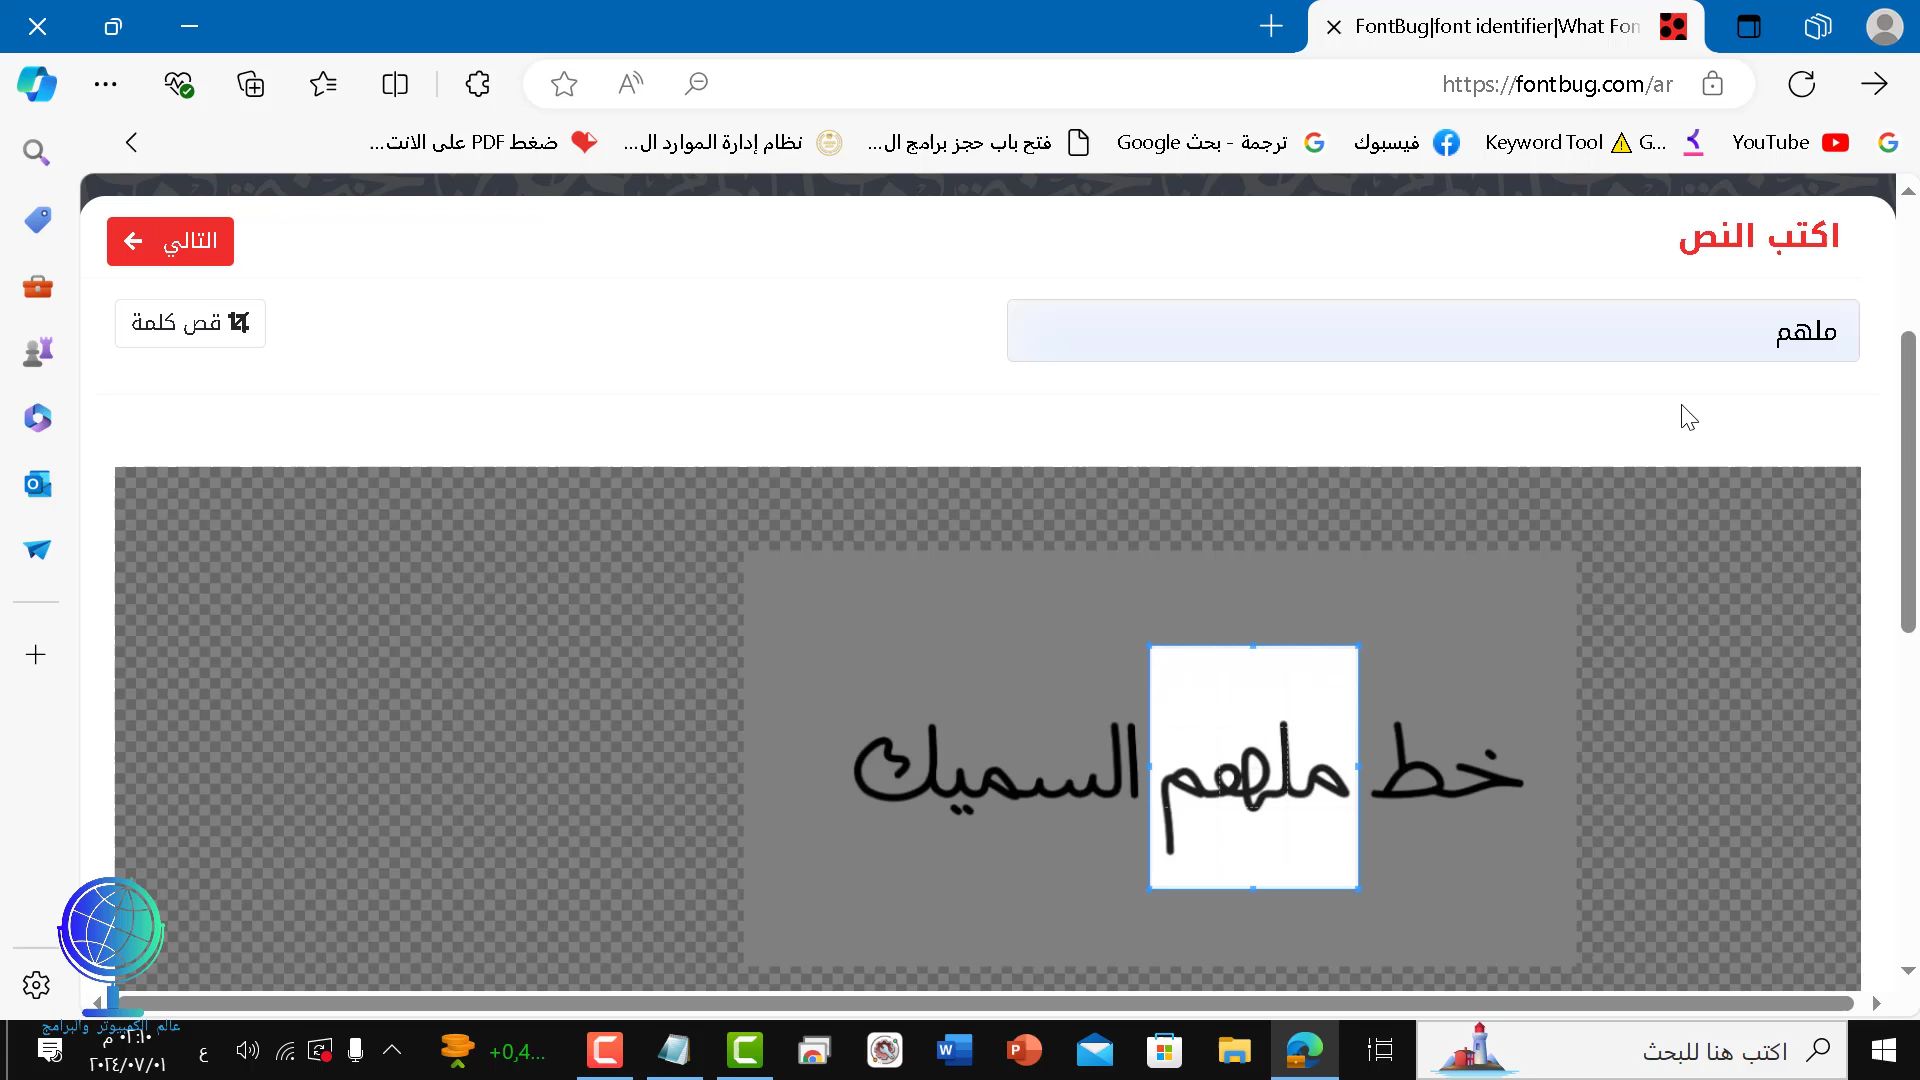 FontBug|font identifier|What Fon
https://fontbug.com/ar
YouTube
G... ⚠ Keyword Tool
فيسبوك
ترجمة - بحث Google
فتح باب حجز برامج ال...
نظام إدارة الموارد ال...
ضغط PDF على الانت...
اكتب النص
التالي
ملهم
قص كلمة
خط ملهم السميك
عالم الكمبيوتر والبرامج
اكتب هنا للبحث
+0,4...
ع
٠٢:١٠ م
٢٠٢٤/٠٧/٠١